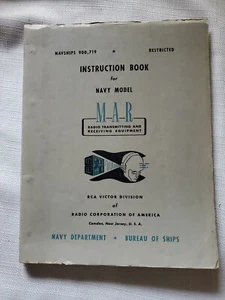 NAVSHIPS 900,719 * RESTRICTED
INSTRUCTION BOOK
for
NAVY MODEL
M-A-R
RADIO TRANSMITTING AND
RECEIVING EQUIPMENT
RCA VICTOR DIVISION
of
RADIO CORPORATION OF AMERICA
Camden, New Jersey, U. S. A.
NAVY DEPARTMENT * BUREAU OF SHIPS